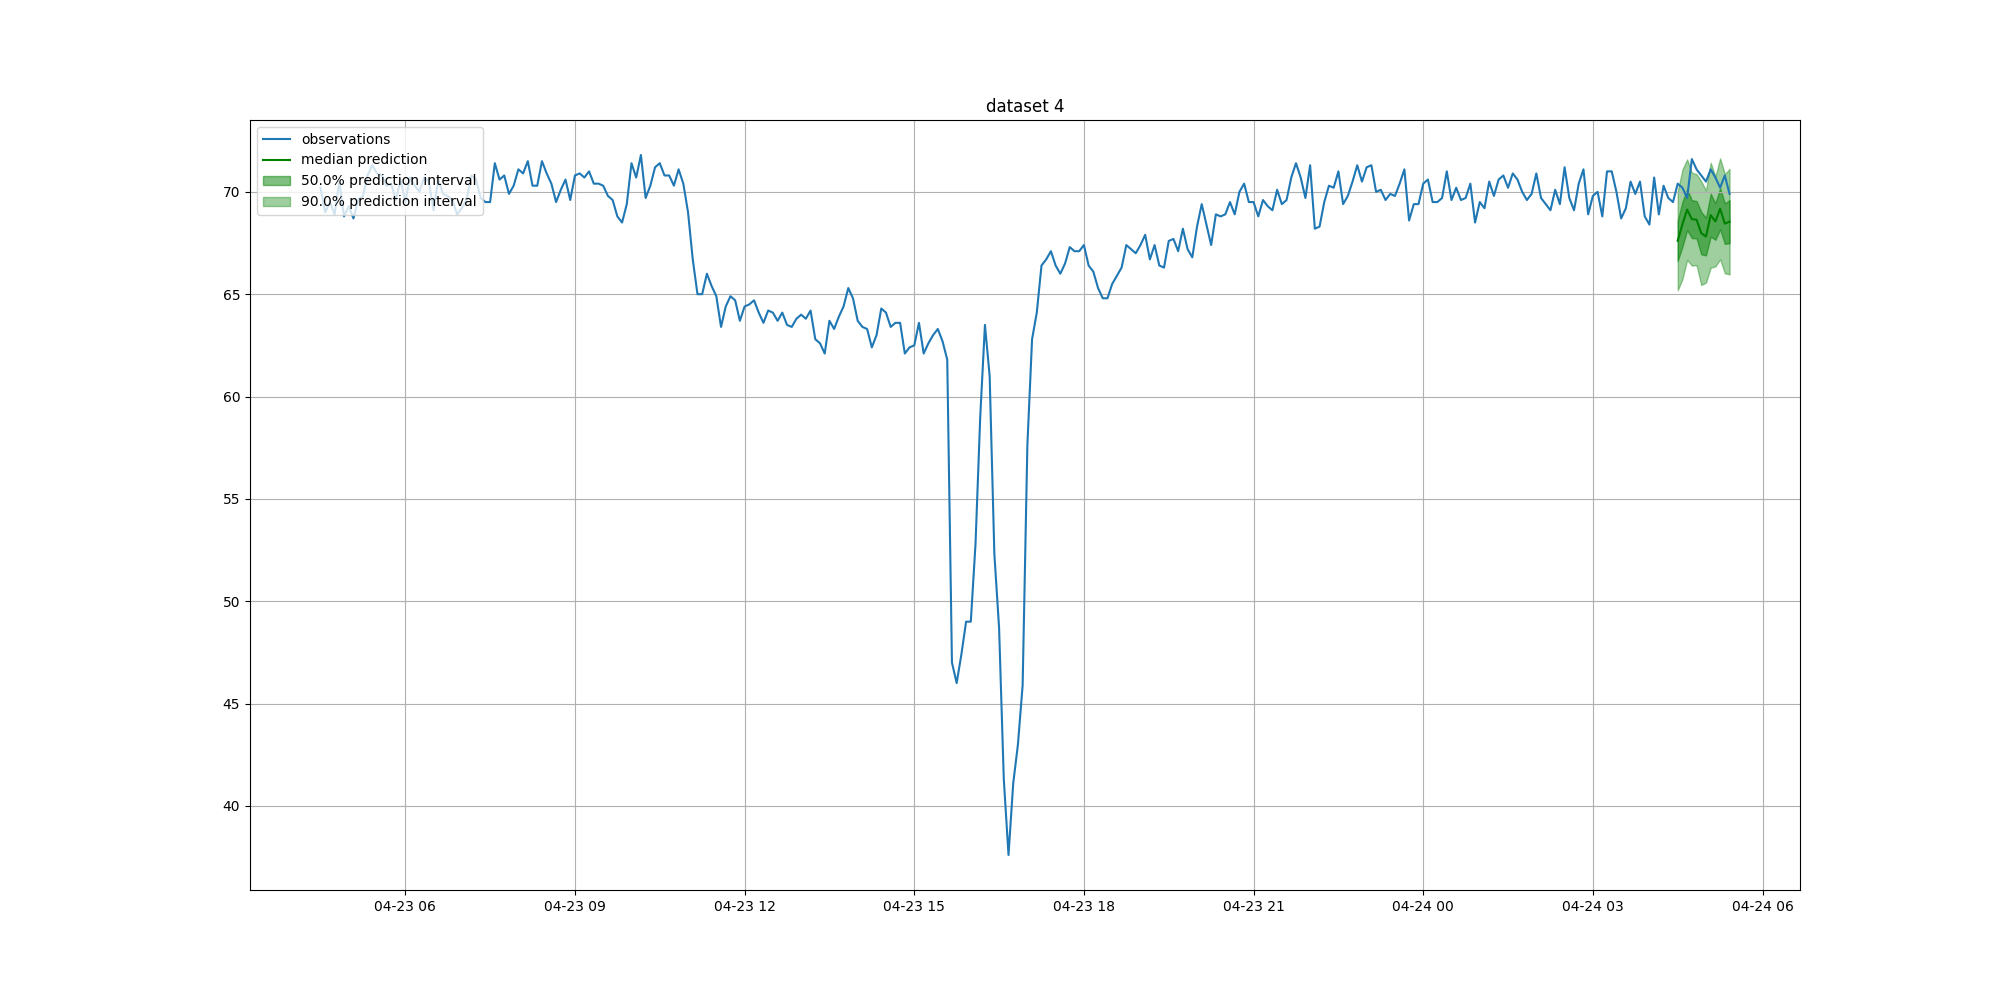 dataset 4
observations
median prediction
50.0% prediction interval
90.0% prediction interval
70
65
60
55
50
45
40
04-23 06 04-23 09 04-23 12 04-23 15 04-23 18 04-23 21 04-24 00 04-24 03 04-24 06